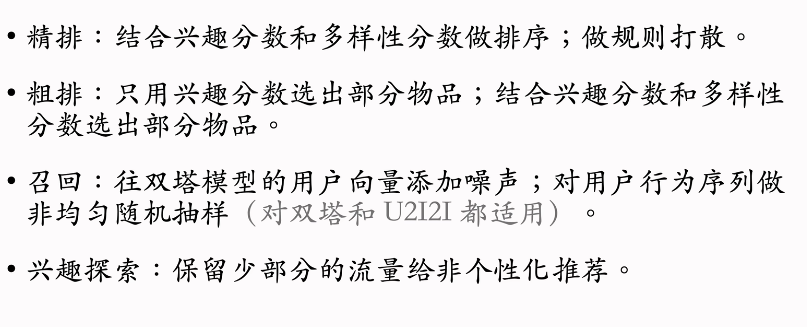 • 精排：结合兴趣分数和多样性分数做排序；做规则打散。
• 粗排：只用兴趣分数选出部分物品；结合兴趣分数和多样性
分数选出部分物品。
• 召回：往双塔模型的用户向量添加噪声；对用户行为序列做
非均匀随机抽样（对双塔和 U2I2I 都适用）。
• 兴趣探索：保留少部分的流量给非个性化推荐。